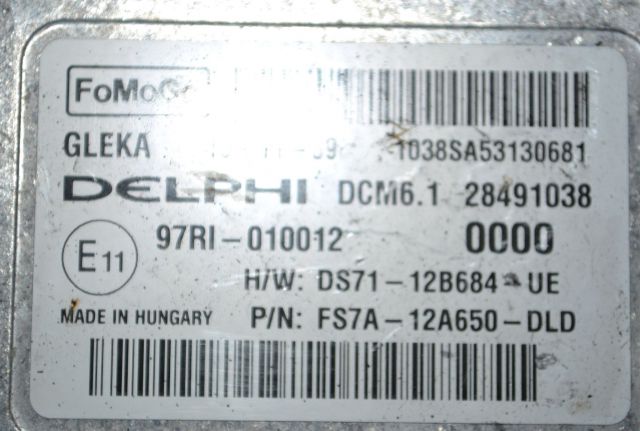 FoMoCo
GLEKA 1038SA53130681
DELPHI DCM6.1 28491038
E11 97RI-010012 0000
H/W: DS71-12B684-UE
MADE IN HUNGARY P/N: FS7A-12A650-DLD